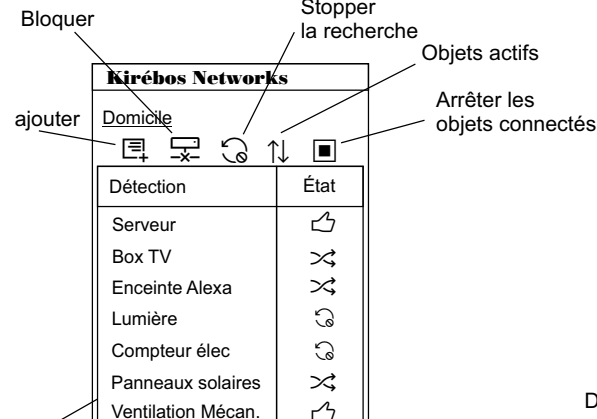 Bloquer
Stopper
la recherche
Objets actifs
Arrêter les
objets connectés
ajouter
Kirébos Networks
Domicile
Détection État
Serveur
Box TV
Enceinte Alexa
Lumière
Compteur élec
Panneaux solaires
Ventilation Mécan.
D